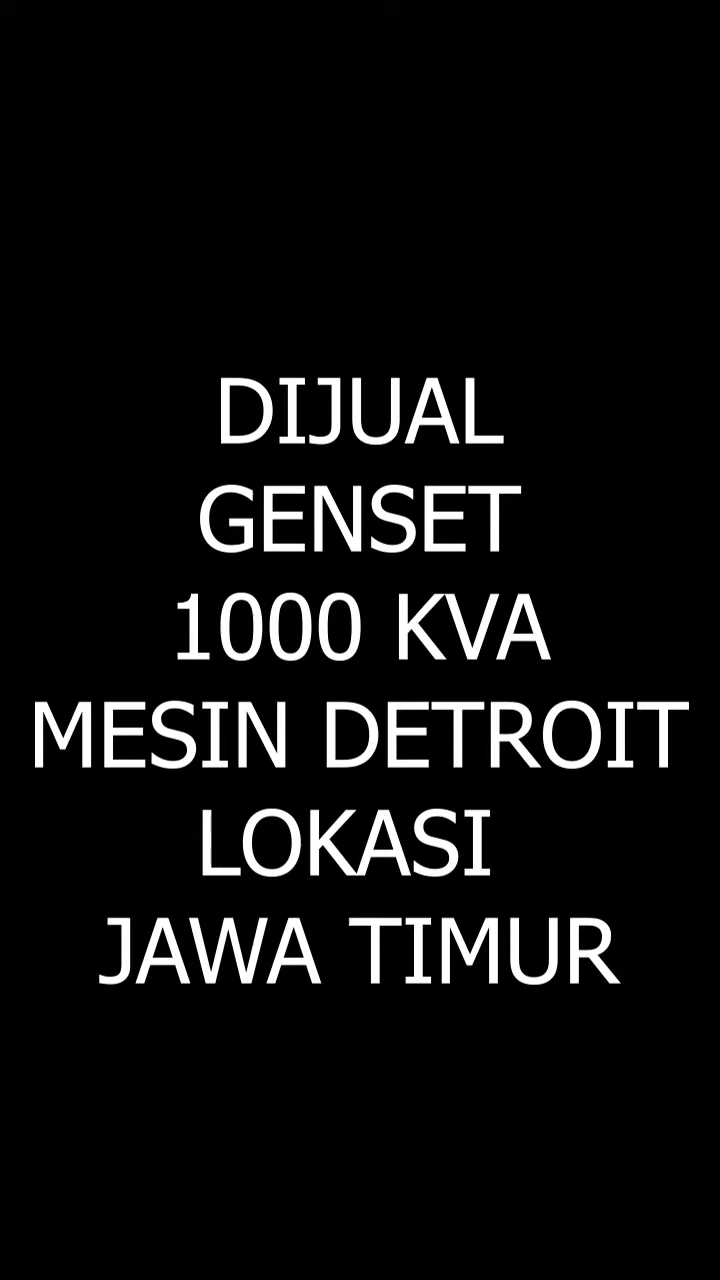 DIJUAL
GENSET
1000 KVA
MESIN DETROIT
LOKASI
JAWA TIMUR